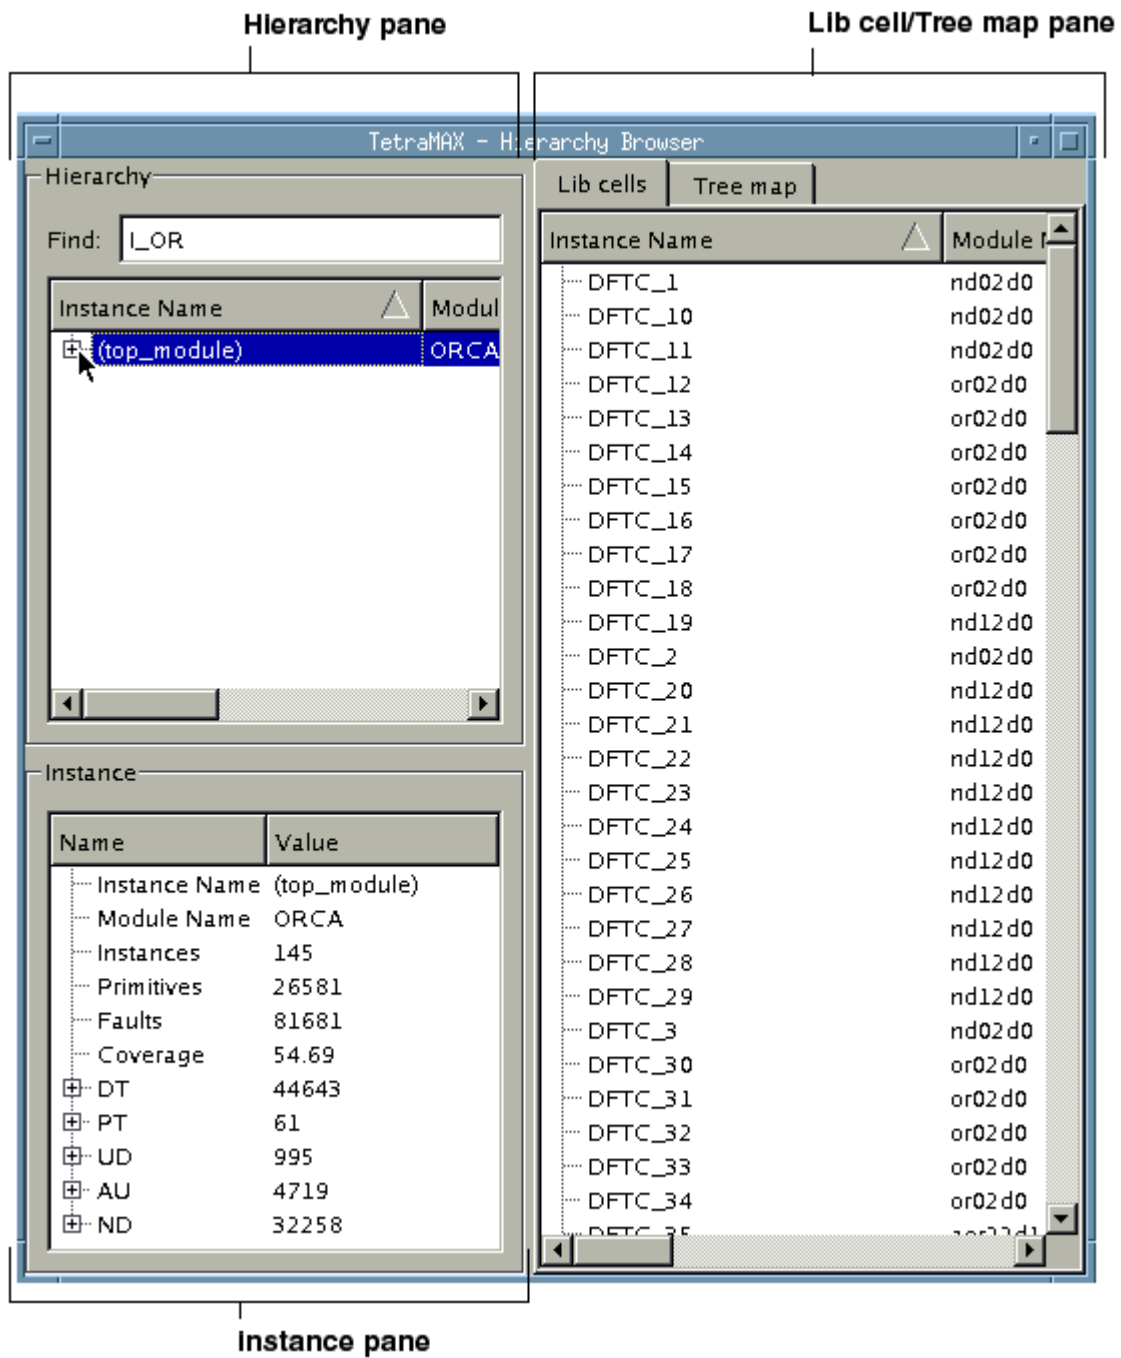 Hierarchy pane
Lib cell/Tree map pane
TetraMAX - Hierarchy Browser
Hierarchy
Find: I_OR
Instance Name Modul
(top_module) ORCA
Instance
Name Value
Instance Name (top_module)
Module Name ORCA
Instances 145
Primitives 26581
Faults 81681
Coverage 54.69
DT 44643
PT 61
UD 995
AU 4719
ND 32258
Lib cells Tree map
Instance Name Module
DFTC_1 nd02d0
DFTC_10 nd02d0
DFTC_11 nd02d0
DFTC_12 or02d0
DFTC_13 or02d0
DFTC_14 or02d0
DFTC_15 or02d0
DFTC_16 or02d0
DFTC_17 or02d0
DFTC_18 or02d0
DFTC_19 nd12d0
DFTC_2 nd02d0
DFTC_20 nd12d0
DFTC_21 nd12d0
DFTC_22 nd12d0
DFTC_23 nd12d0
DFTC_24 nd12d0
DFTC_25 nd12d0
DFTC_26 nd12d0
DFTC_27 nd12d0
DFTC_28 nd12d0
DFTC_29 nd12d0
DFTC_3 nd02d0
DFTC_30 or02d0
DFTC_31 or02d0
DFTC_32 or02d0
DFTC_33 or02d0
DFTC_34 or02d0
DFTC_35
Instance pane